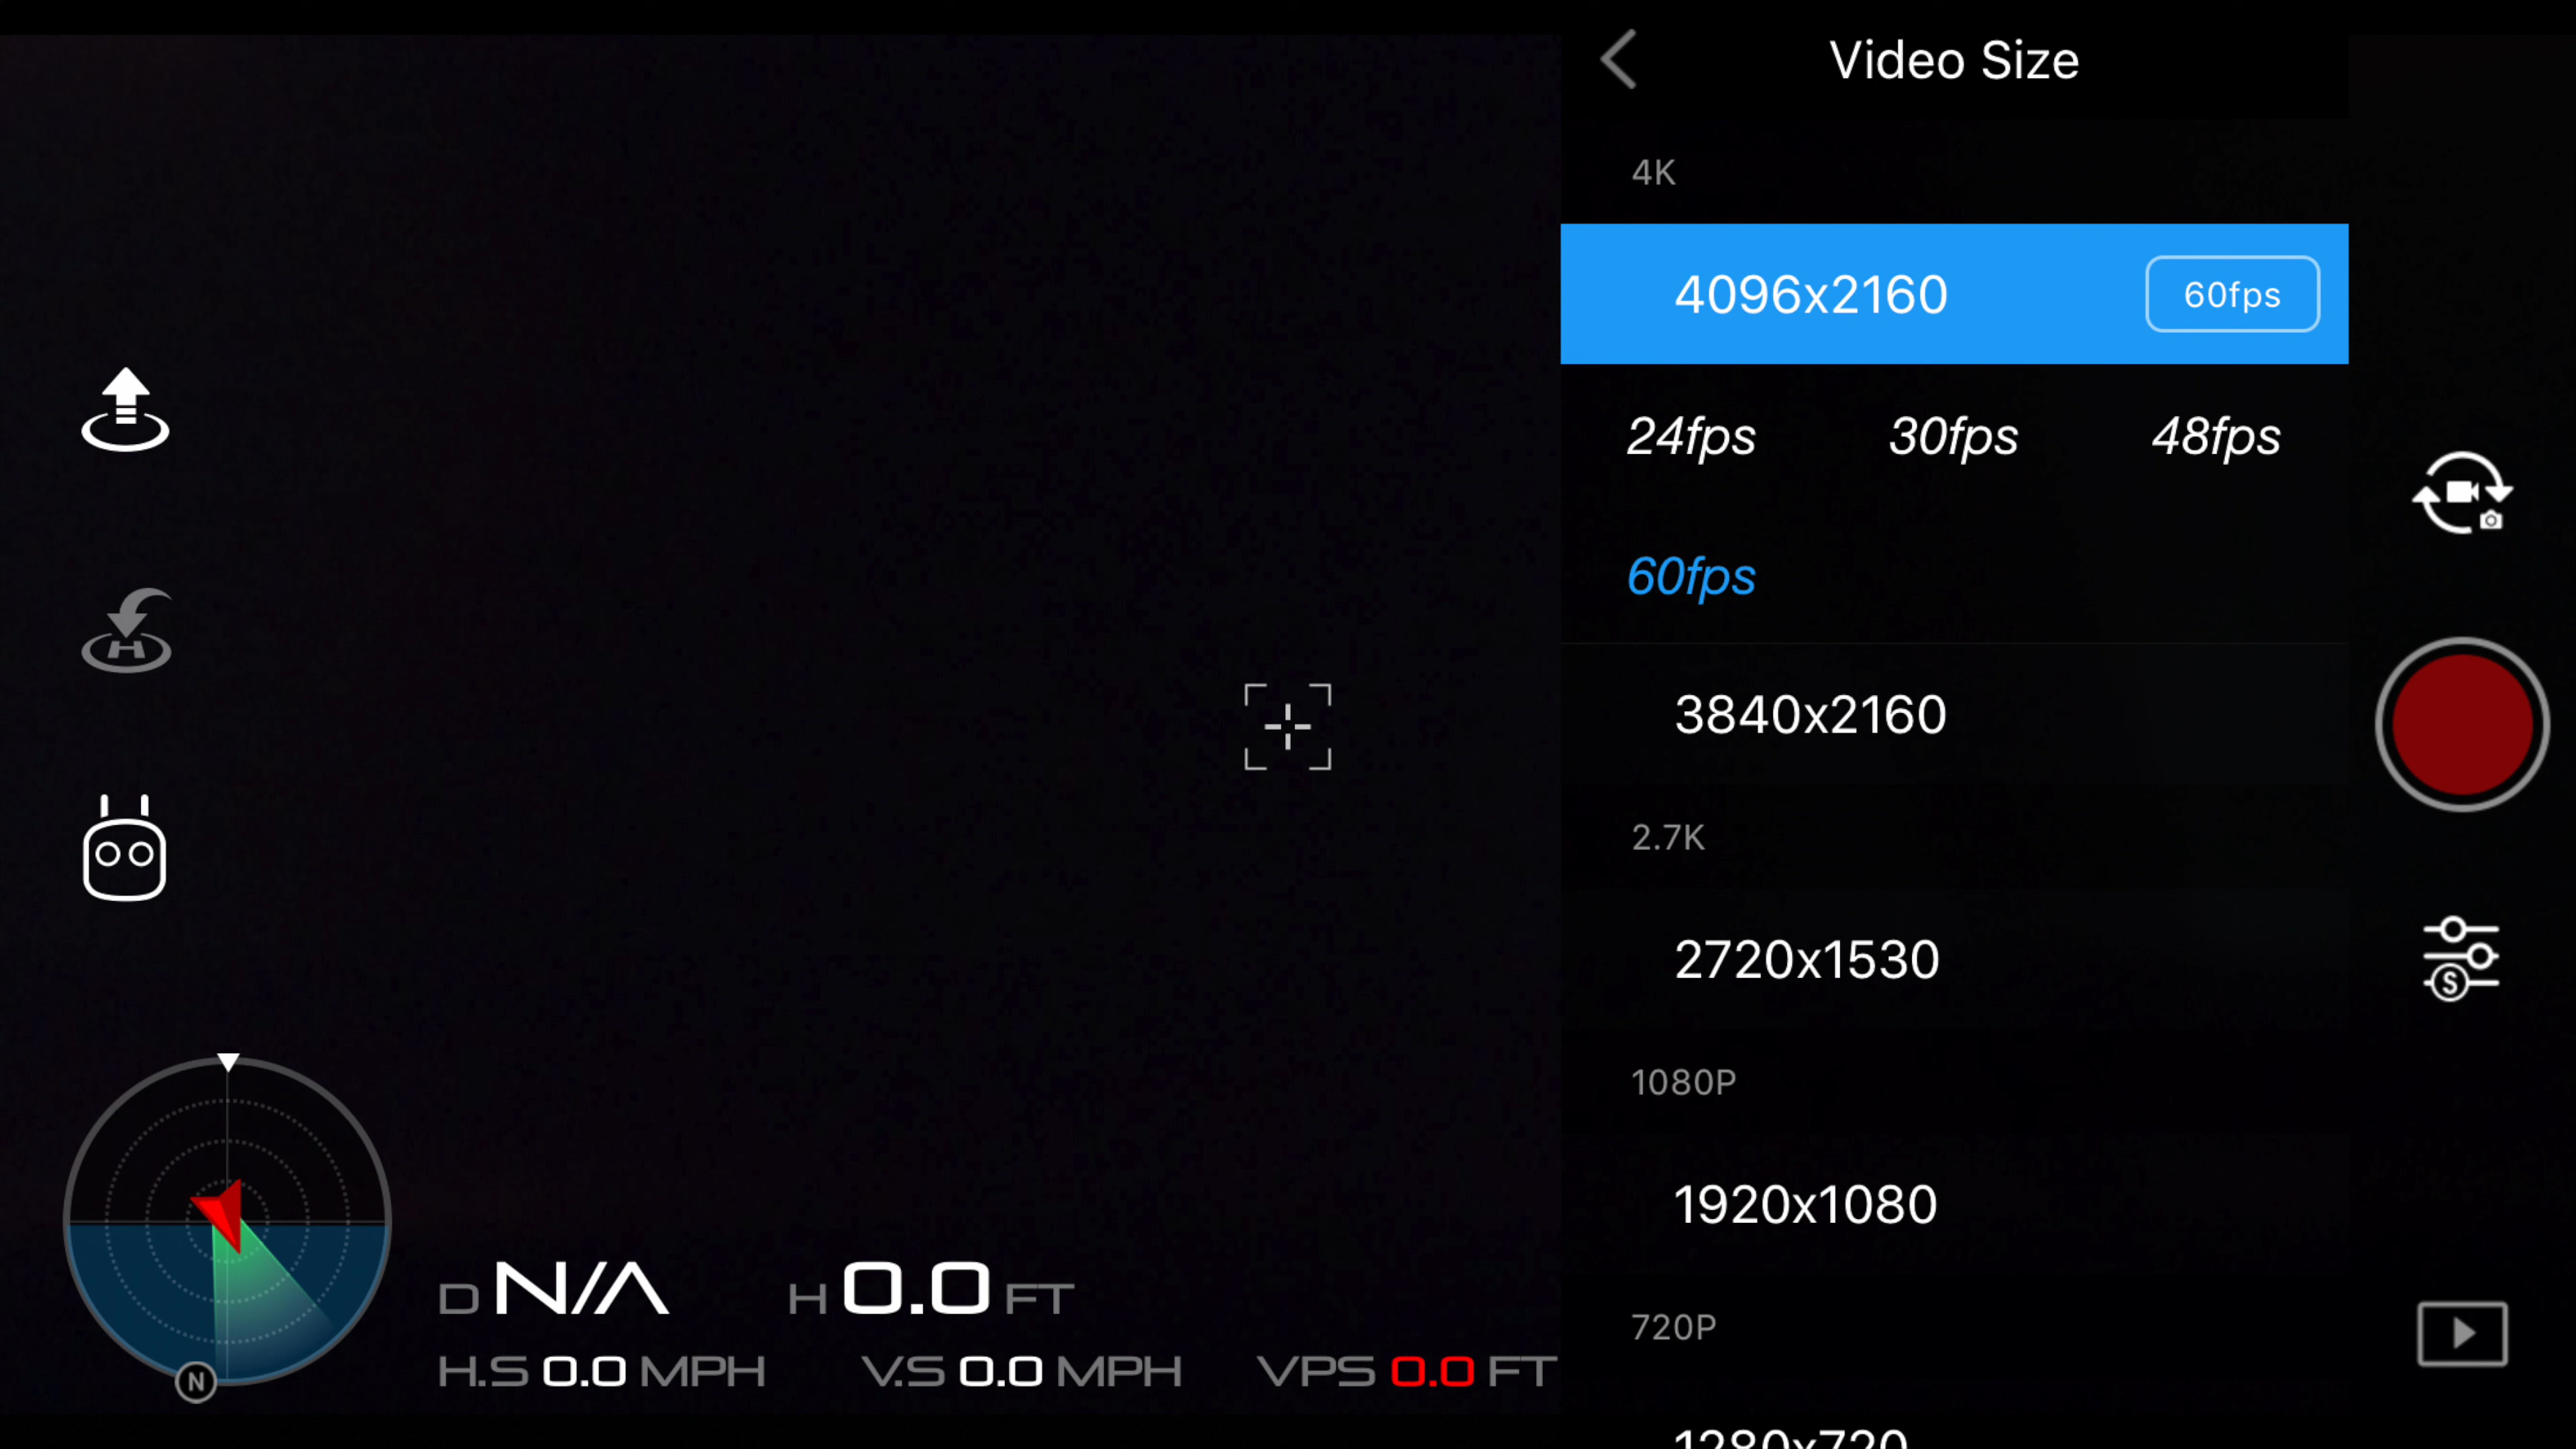 Video Size
4K
4096x2160 60fps
24fps 30fps 48fps
60fps
3840x2160
2.7K
2720x1530
1080P
1920x1080
720P
1280x720
D N/A H 0.0 FT
H.S 0.0 MPH V.S 0.0 MPH VPS 0.0 FT
N
H
S